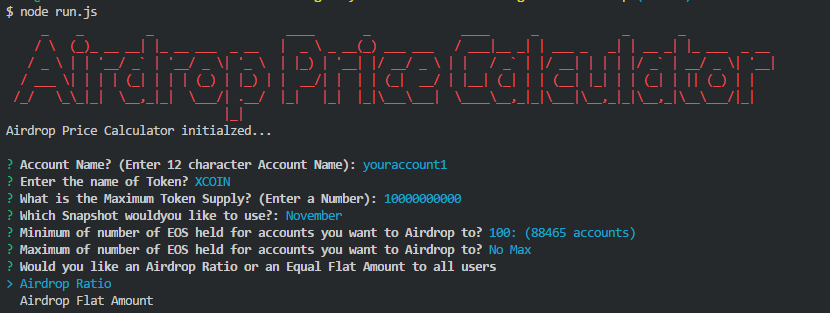 $ node run.js
Airdrop Price Calculator
Airdrop Price Calculator initialzed...
? Account Name? (Enter 12 character Account Name): youraccount1
? Enter the name of Token? XCOIN
? What is the Maximum Token Supply? (Enter a Number): 10000000000
? Which Snapshot wouldyou like to use?: November
? Minimum of number of EOS held for accounts you want to Airdrop to? 100: (88465 accounts)
? Maximum of number of EOS held for accounts you want to Airdrop to? No Max
? Would you like an Airdrop Ratio or an Equal Flat Amount to all users
> Airdrop Ratio
Airdrop Flat Amount